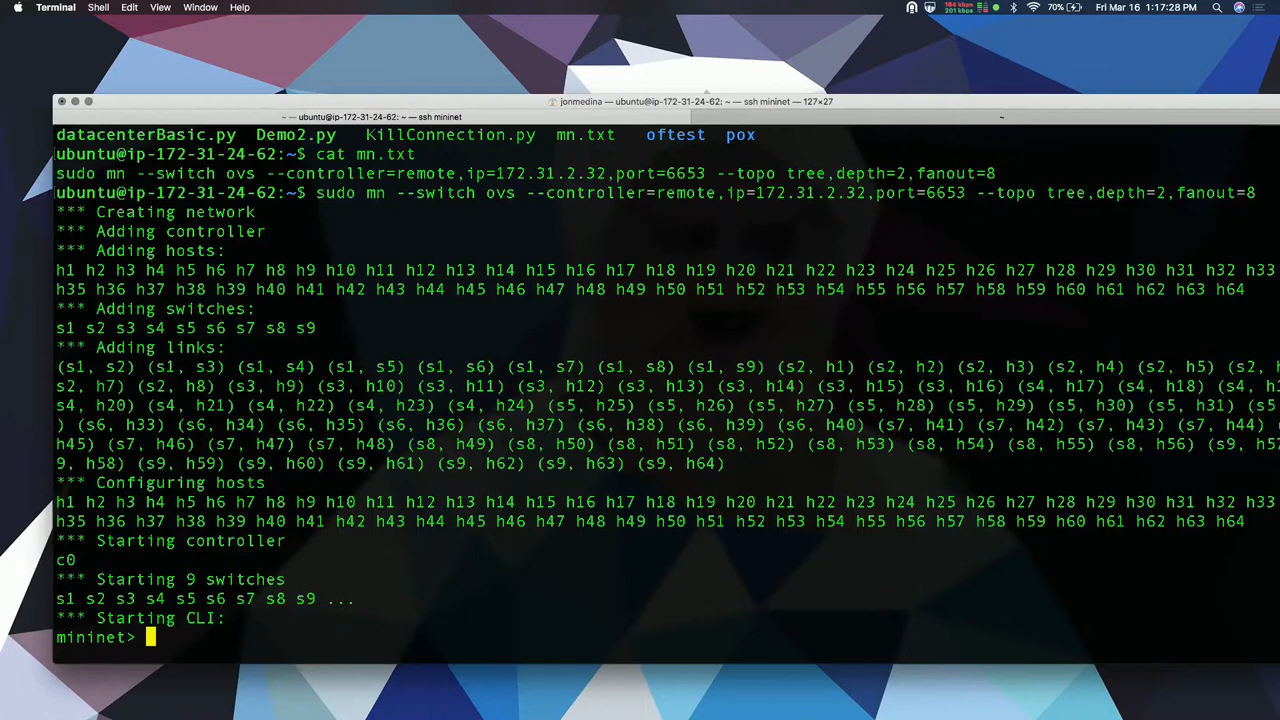 Terminal Shell Edit View Window Help 70% Fri Mar 16 1:17:28 PM
jonmedina — ubuntu@ip-172-31-24-62: ~ — ssh mininet — 127×27
~ — ubuntu@ip-172-31-24-62: ~ — ssh mininet ~
datacenterBasic.py Demo2.py KillConnection.py mn.txt oftest pox
ubuntu@ip-172-31-24-62:~$ cat mn.txt
sudo mn --switch ovs --controller=remote,ip=172.31.2.32,port=6653 --topo tree,depth=2,fanout=8
ubuntu@ip-172-31-24-62:~$ sudo mn --switch ovs --controller=remote,ip=172.31.2.32,port=6653 --topo tree,depth=2,fanout=8
*** Creating network
*** Adding controller
*** Adding hosts:
h1 h2 h3 h4 h5 h6 h7 h8 h9 h10 h11 h12 h13 h14 h15 h16 h17 h18 h19 h20 h21 h22 h23 h24 h25 h26 h27 h28 h29 h30 h31 h32 h33
h35 h36 h37 h38 h39 h40 h41 h42 h43 h44 h45 h46 h47 h48 h49 h50 h51 h52 h53 h54 h55 h56 h57 h58 h59 h60 h61 h62 h63 h64
*** Adding switches:
s1 s2 s3 s4 s5 s6 s7 s8 s9
*** Adding links:
(s1, s2) (s1, s3) (s1, s4) (s1, s5) (s1, s6) (s1, s7) (s1, s8) (s1, s9) (s2, h1) (s2, h2) (s2, h3) (s2, h4) (s2, h5) (s2, h
s2, h7) (s2, h8) (s3, h9) (s3, h10) (s3, h11) (s3, h12) (s3, h13) (s3, h14) (s3, h15) (s3, h16) (s4, h17) (s4, h18) (s4, h1
s4, h20) (s4, h21) (s4, h22) (s4, h23) (s4, h24) (s5, h25) (s5, h26) (s5, h27) (s5, h28) (s5, h29) (s5, h30) (s5, h31) (s5
) (s6, h33) (s6, h34) (s6, h35) (s6, h36) (s6, h37) (s6, h38) (s6, h39) (s6, h40) (s7, h41) (s7, h42) (s7, h43) (s7, h44) (
h45) (s7, h46) (s7, h47) (s7, h48) (s8, h49) (s8, h50) (s8, h51) (s8, h52) (s8, h53) (s8, h54) (s8, h55) (s8, h56) (s9, h5
9, h58) (s9, h59) (s9, h60) (s9, h61) (s9, h62) (s9, h63) (s9, h64)
*** Configuring hosts
h1 h2 h3 h4 h5 h6 h7 h8 h9 h10 h11 h12 h13 h14 h15 h16 h17 h18 h19 h20 h21 h22 h23 h24 h25 h26 h27 h28 h29 h30 h31 h32 h33
h35 h36 h37 h38 h39 h40 h41 h42 h43 h44 h45 h46 h47 h48 h49 h50 h51 h52 h53 h54 h55 h56 h57 h58 h59 h60 h61 h62 h63 h64
*** Starting controller
c0
*** Starting 9 switches
s1 s2 s3 s4 s5 s6 s7 s8 s9 ...
*** Starting CLI:
mininet>